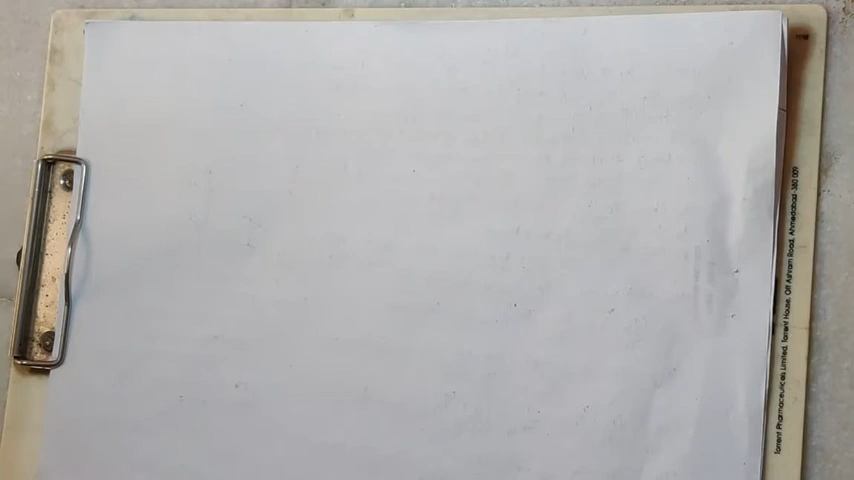 Torrent Pharmaceuticals Limited, Torrent House, Off Ashram Road, Ahmedabad-380 009